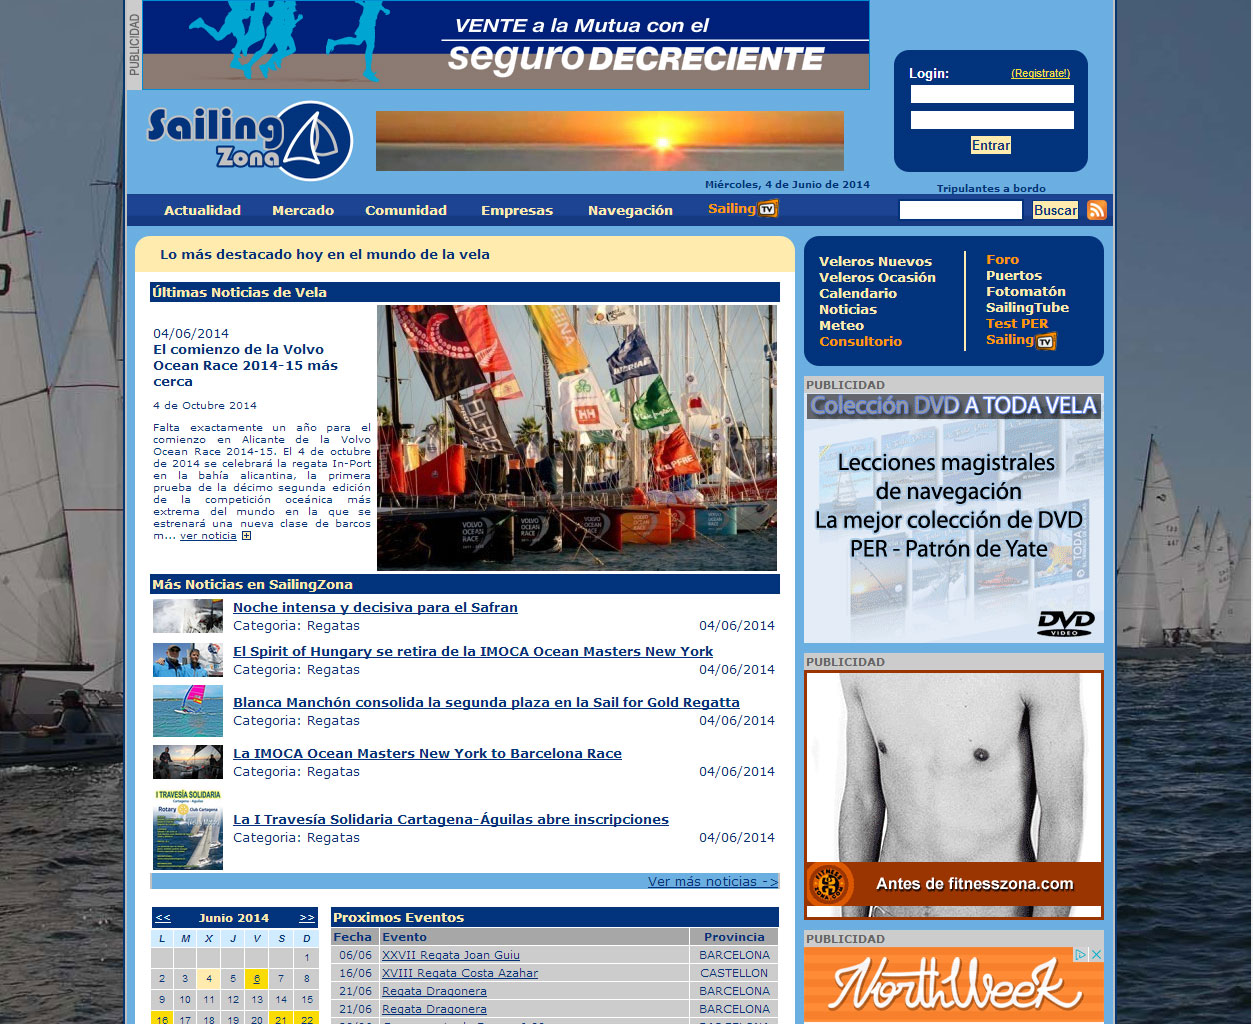 PUBLICIDAD
VENTE a la Mutua con el
seguro DECRECIENTE
Sailing
Zona
Login:
(Registrate!)
Entrar
Miércoles, 4 de Junio de 2014
Tripulantes a bordo
Actualidad
Mercado
Comunidad
Empresas
Navegación
Sailing TV
Buscar
Lo más destacado hoy en el mundo de la vela
Últimas Noticias de Vela
04/06/2014
El comienzo de la Volvo
Ocean Race 2014-15 más
cerca
4 de Octubre 2014
Falta exactamente un año para el
comienzo en Alicante de la Volvo
Ocean Race 2014-15. El 4 de octubre
de 2014 se celebrará la regata In-Port
en la bahía alicantina, la primera
prueba de la décimo segunda edición
de la competición oceánica más
extrema del mundo en la que se
estrenará una nueva clase de barcos
m... ver noticia
Más Noticias en SailingZona
Noche intensa y decisiva para el Safran
Categoria: Regatas 04/06/2014
El Spirit of Hungary se retira de la IMOCA Ocean Masters New York
Categoria: Regatas 04/06/2014
Blanca Manchón consolida la segunda plaza en la Sail for Gold Regatta
Categoria: Regatas 04/06/2014
La IMOCA Ocean Masters New York to Barcelona Race
Categoria: Regatas 04/06/2014
I TRAVESÍA SOLIDARIA
Cartagena - Águilas
Rotary Club Cartagena
La I Travesía Solidaria Cartagena-Águilas abre inscripciones
Categoria: Regatas 04/06/2014
Ver más noticias ->
<< Junio 2014 >>
L M X J V S D
1
2 3 4 5 6 7 8
9 10 11 12 13 14 15
16 17 18 19 20 21 22
Proximos Eventos
Fecha Evento Provincia
06/06 XXVII Regata Joan Guiu BARCELONA
16/06 XVIII Regata Costa Azahar CASTELLON
21/06 Regata Dragonera BARCELONA
21/06 Regata Dragonera BARCELONA
Veleros Nuevos
Veleros Ocasión
Calendario
Noticias
Meteo
Consultorio
Foro
Puertos
Fotomatón
SailingTube
Test PER
Sailing TV
PUBLICIDAD
Colección DVD A TODA VELA
Lecciones magistrales
de navegación
La mejor colección de DVD
PER - Patrón de Yate
DVD
VIDEO
PUBLICIDAD
FITNESS
ZONA.COM
Antes de fitnesszona.com
PUBLICIDAD
NorthWeek
VOLVO
OCEAN
RACE
VOLVO
OCEAN
RACE
MAPFRE